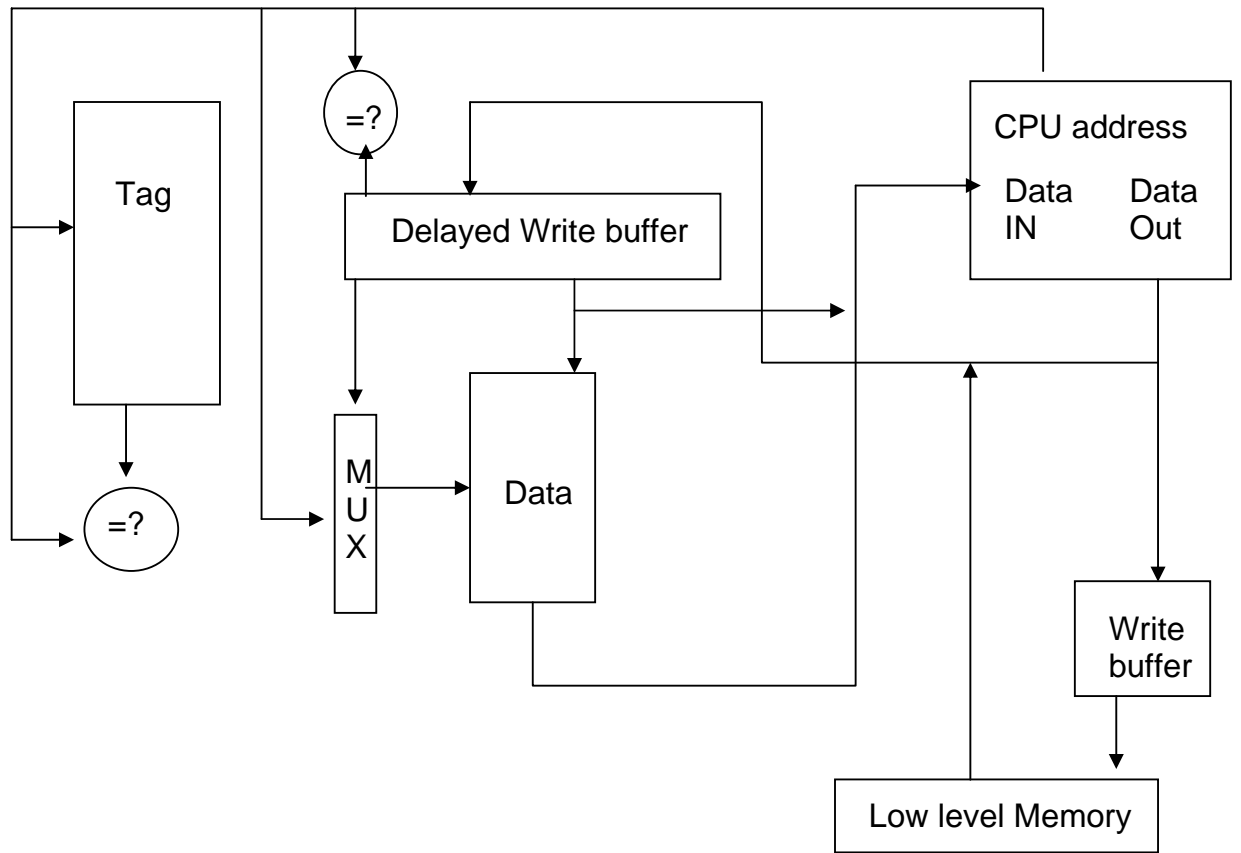 =?
CPU address
Tag
Data Data
IN Out
Delayed Write buffer
M
U
X
Data
=?
Write
buffer
Low level Memory